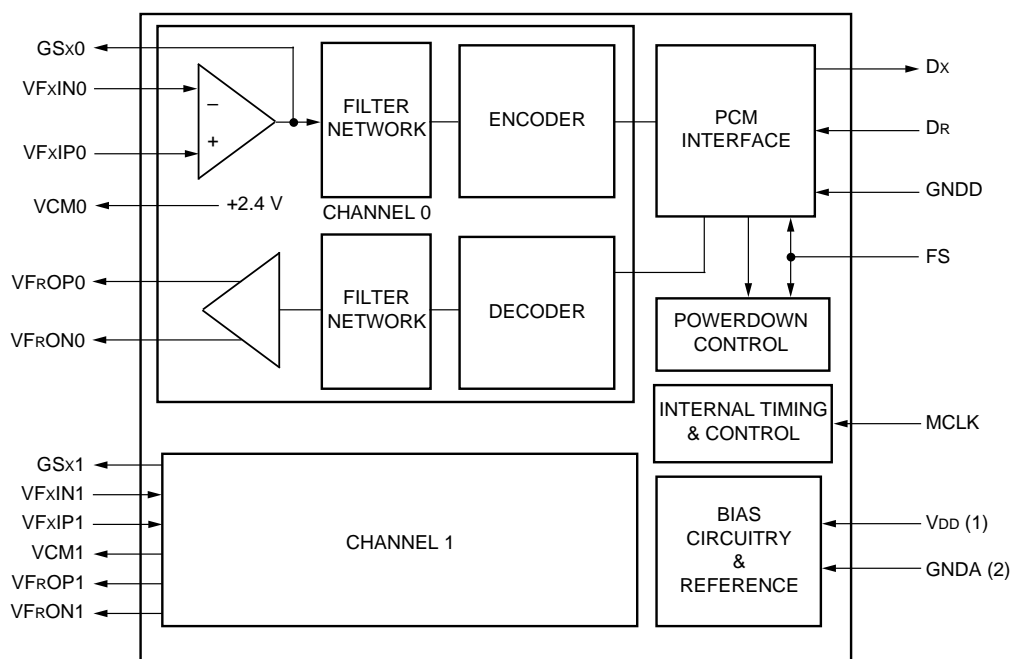 GSx0
VFxIN0
VFxIP0
VCM0
VFROP0
VFRON0
–
+
+2.4 V
FILTER
NETWORK
ENCODER
CHANNEL 0
FILTER
NETWORK
DECODER
PCM
INTERFACE
POWERDOWN
CONTROL
INTERNAL TIMING
& CONTROL
Dx
DR
GNDD
FS
MCLK
GSx1
VFxIN1
VFxIP1
VCM1
VFROP1
VFRON1
CHANNEL 1
BIAS
CIRCUITRY
&
REFERENCE
VDD (1)
GNDA (2)